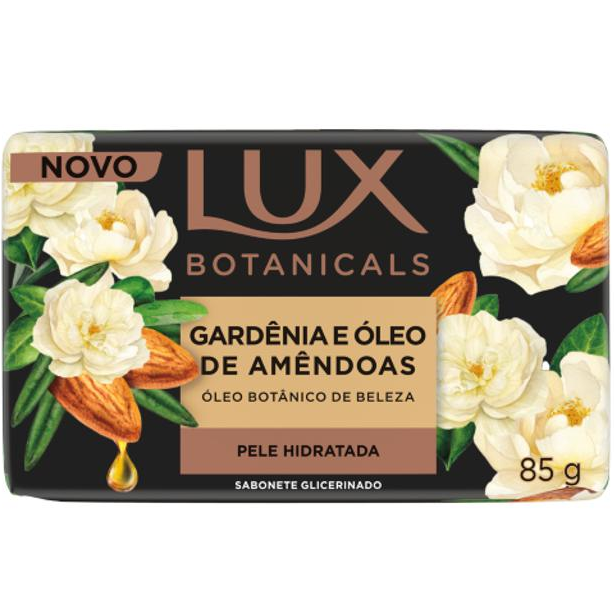 NOVO
LUX
BOTANICALS
GARDÊNIA E ÓLEO
DE AMÊNDOAS
ÓLEO BOTÂNICO DE BELEZA
PELE HIDRATADA
SABONETE GLICERINADO
85 g